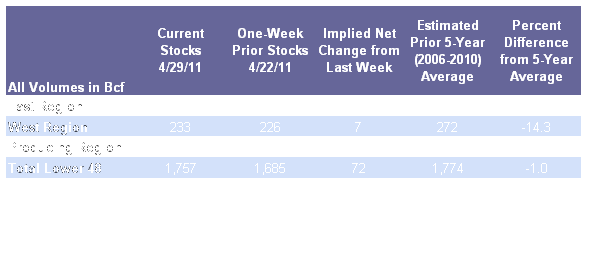 All Volumes in Bcf Current Stocks 4/29/11 One-Week Prior Stocks 4/22/11 Implied Net Change from Last Week Estimated Prior 5-Year (2006-2010) Average Percent Difference from 5-Year Average
East Region
West Region 233 226 7 272 -14.3
Producing Region
Total Lower 48 1,757 1,685 72 1,774 -1.0